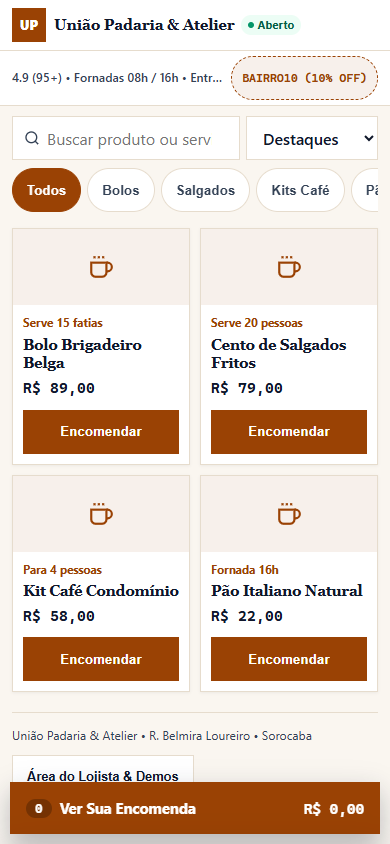 UP União Padaria & Atelier Aberto
4.9 (95+) • Fornadas 08h / 16h • Entr... BAIRRO10 (10% OFF)
Buscar produto ou serv Destaques
Todos Bolos Salgados Kits Café Pã
Serve 15 fatias
Bolo Brigadeiro
Belga
R$ 89,00
Encomendar
Serve 20 pessoas
Cento de Salgados
Fritos
R$ 79,00
Encomendar
Para 4 pessoas
Kit Café Condomínio
R$ 58,00
Encomendar
Fornada 16h
Pão Italiano Natural
R$ 22,00
Encomendar
União Padaria & Atelier • R. Belmira Loureiro • Sorocaba
Área do Lojista & Demos
0 Ver Sua Encomenda R$ 0,00